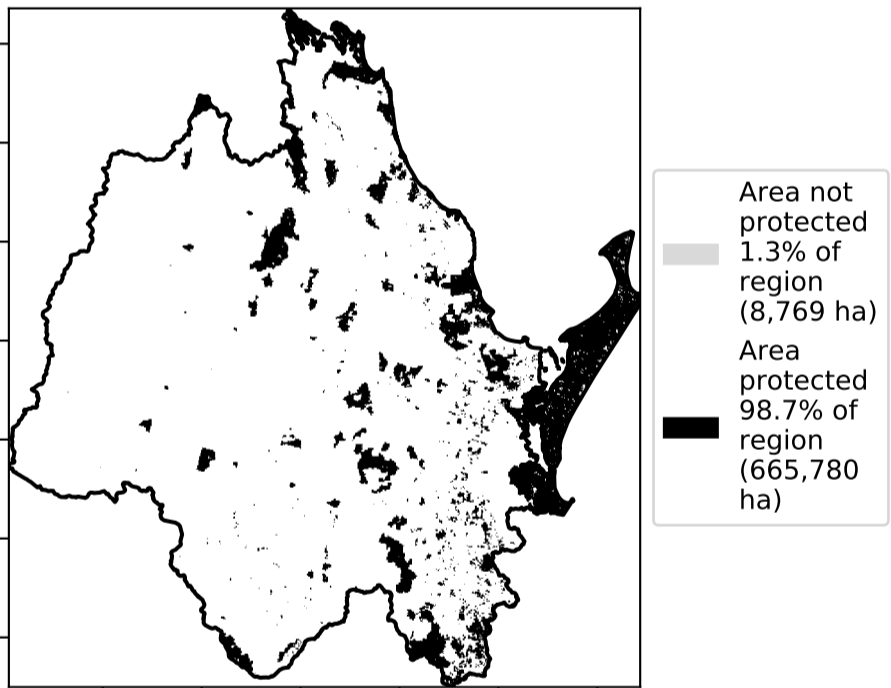 Area not
protected
1.3% of
region
(8,769 ha)
Area
protected
98.7% of
region
(665,780
ha)